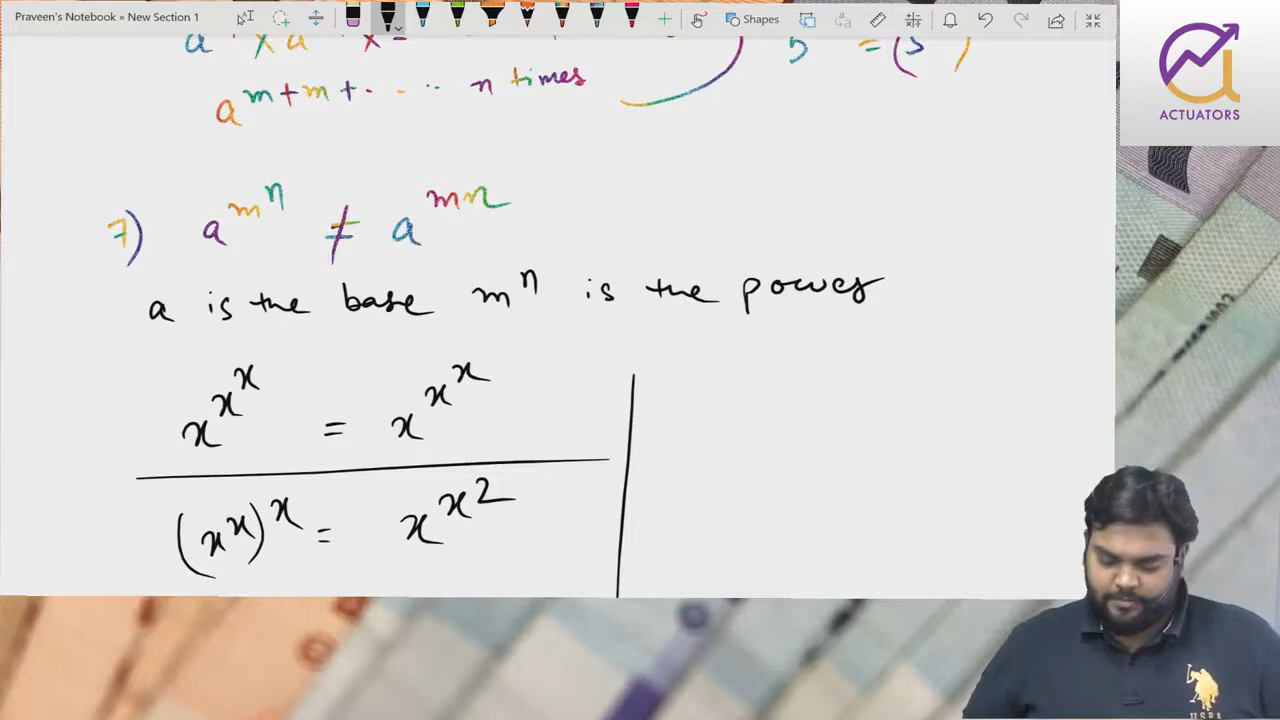 Praveen's Notebook » New Section 1
Shapes
ACTUATORS
a^{m+m+.....} n times
7) a^{m^n} ≠ a^{mn}
a is the base m^n is the power
x^{x^x} = x^{x^x}
(x^x)^x = x^{x^2}